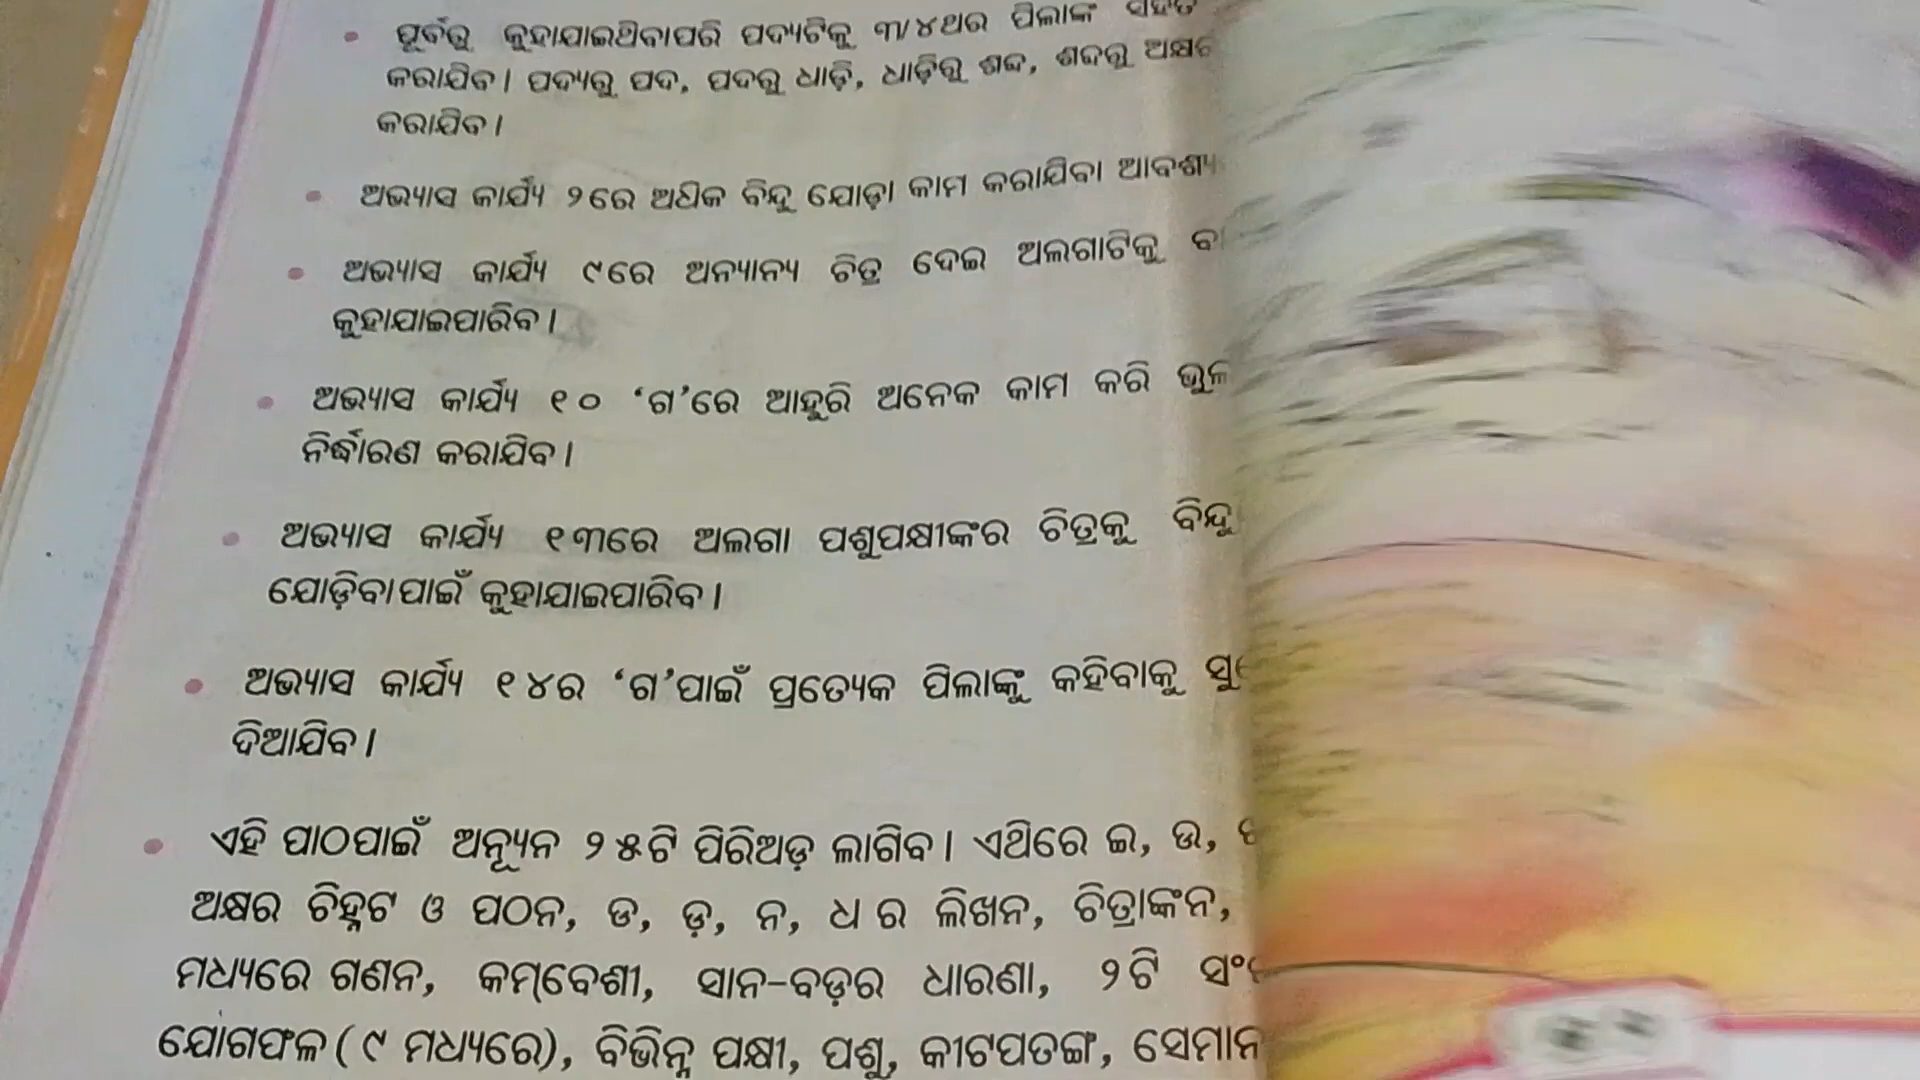 ପୂର୍ବରୁ କୁହାଯାଇଥିବାପରି ପଦ୍ୟଟିକୁ ୩/୪ଥର ପିଲାଙ୍କ ସହିତ
କରାଯିବ। ପଦ୍ୟରୁ ପଦ, ପଦରୁ ଧାଡ଼ି, ଧାଡ଼ିରୁ ଶବ୍ଦ, ଶବ୍ଦରୁ
କରାଯିବ।
ଅଭ୍ୟାସ କାର୍ଯ୍ୟ ୨ରେ ଅଧିକ ବିନ୍ଦୁ ଯୋଡ଼ା କାମ କରାଯିବା
ଅଭ୍ୟାସ କାର୍ଯ୍ୟ ୯ରେ ଅନ୍ୟାନ୍ୟ ଚିତ୍ର ଦେଇ ଅଲଗାଟିକୁ
କୁହାଯାଇପାରିବ।
ଅଭ୍ୟାସ କାର୍ଯ୍ୟ ୧୦ ‘ଗ’ରେ ଆହୁରି ଅନେକ କାମ କରି
ନିର୍ଦ୍ଧାରଣ କରାଯିବ।
ଅଭ୍ୟାସ କାର୍ଯ୍ୟ ୧୩ରେ ଅଲଗା ପଶୁପକ୍ଷୀଙ୍କର ଚିତ୍ରକୁ ବିନ୍ଦୁ
ଯୋଡ଼ିବାପାଇଁ କୁହାଯାଇପାରିବ।
ଅଭ୍ୟାସ କାର୍ଯ୍ୟ ୧୪ର ‘ଗ’ପାଇଁ ପ୍ରତ୍ୟେକ ପିଲାଙ୍କୁ କହିବାକୁ
ଦିଆଯିବ।
ଏହି ପାଠପାଇଁ ଅନ୍ୟୂନ ୨୫ଟି ପିରିଅଡ଼ ଲାଗିବ। ଏଥିରେ ଇ, ଉ,
ଅକ୍ଷର ଚିହ୍ନଟ ଓ ପଠନ, ଡ, ଡ଼, ନ, ଧ ର ଲିଖନ, ଚିତ୍ରାଙ୍କନ,
ମଧ୍ୟରେ ଗଣନ, କମ୍‌ବେଶୀ, ସାନ-ବଡ଼ର ଧାରଣା, ୨ଟି
ଯୋଗଫଳ (୯ ମଧ୍ୟରେ), ବିଭିନ୍ନ ପକ୍ଷୀ, ପଶୁ, କୀଟପତଙ୍ଗ,